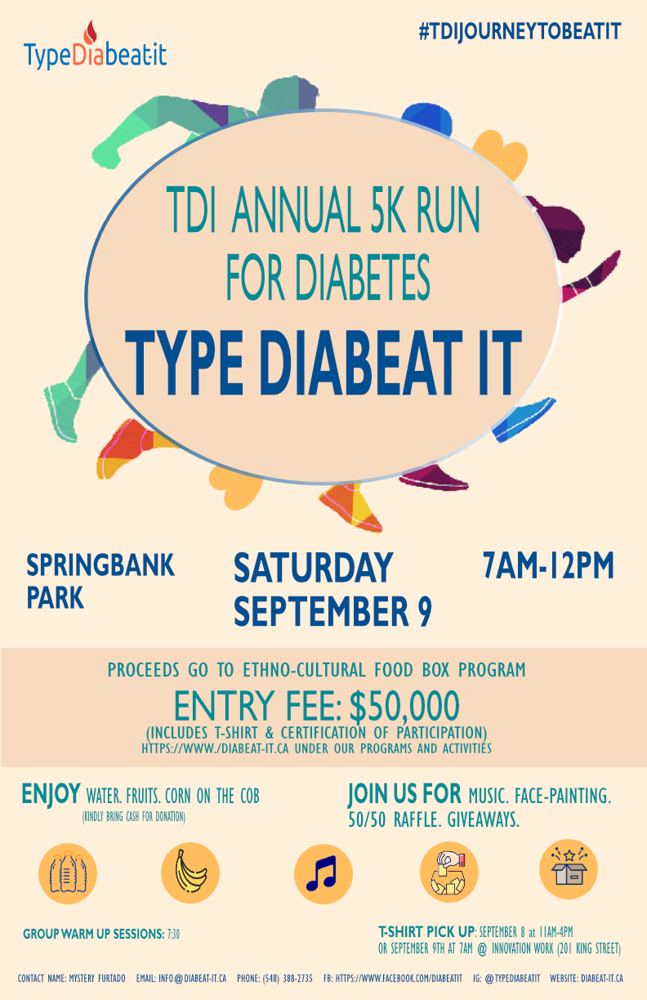 TypeDiabeat-it
#TDIJOURNEYTOBEATIT
TDI ANNUAL 5K RUN
FOR DIABETES
TYPE DIABEAT IT
SPRINGBANK
PARK
SATURDAY
SEPTEMBER 9
7AM-12PM
PROCEEDS GO TO ETHNO-CULTURAL FOOD BOX PROGRAM
ENTRY FEE: $50,000
(INCLUDES T-SHIRT & CERTIFICATION OF PARTICIPATION)
HTTPS://WWW./DIABEAT-IT.CA UNDER OUR PROGRAMS AND ACTIVITIES
ENJOY WATER. FRUITS. CORN ON THE COB
(KINDLY BRING CASH FOR DONATION)
JOIN US FOR MUSIC. FACE-PAINTING.
50/50 RAFFLE. GIVEAWAYS.
GROUP WARM UP SESSIONS: 7:30
T-SHIRT PICK UP: SEPTEMBER 8 at 11AM-4PM
OR SEPTEMBER 9TH AT 7AM @ INNOVATION WORK (201 KING STREET)
CONTACT NAME: MYSTERY FURTADO EMAIL: INFO@DIABEAT-IT.CA PHONE: (548) 388-2735 FB: HTTPS://WWW.FACEBOOK.COM/DIABEATIT IG: @TYPEDIABEATIT WEBSITE: DIABEAT-IT.CA